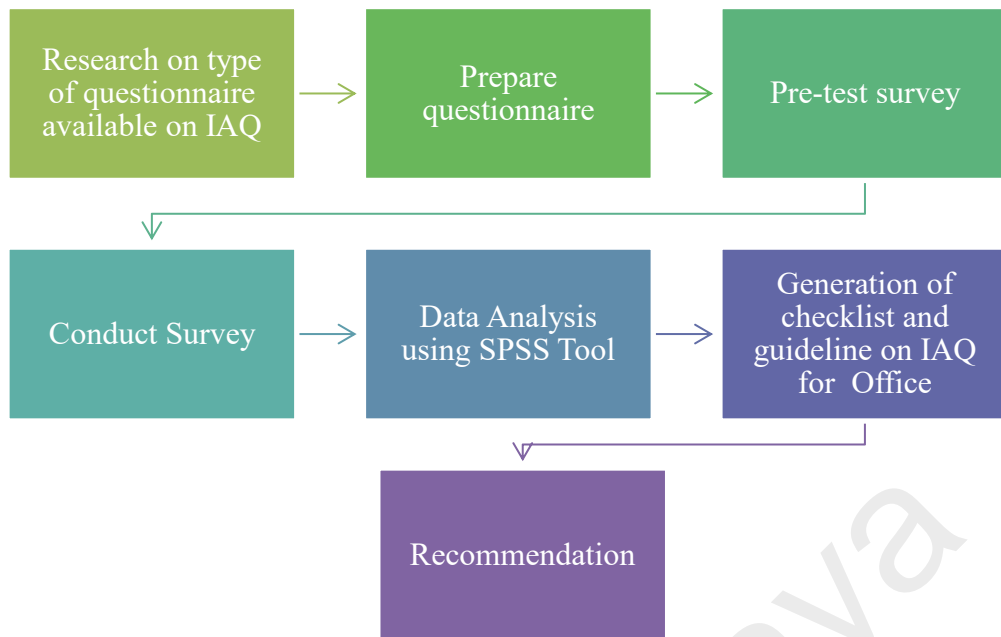 Research on type
of questionnaire
available on IAQ
Prepare
questionnaire
Pre-test survey
Conduct Survey
Data Analysis
using SPSS Tool
Generation of
checklist and
guideline on IAQ
for Office
Recommendation